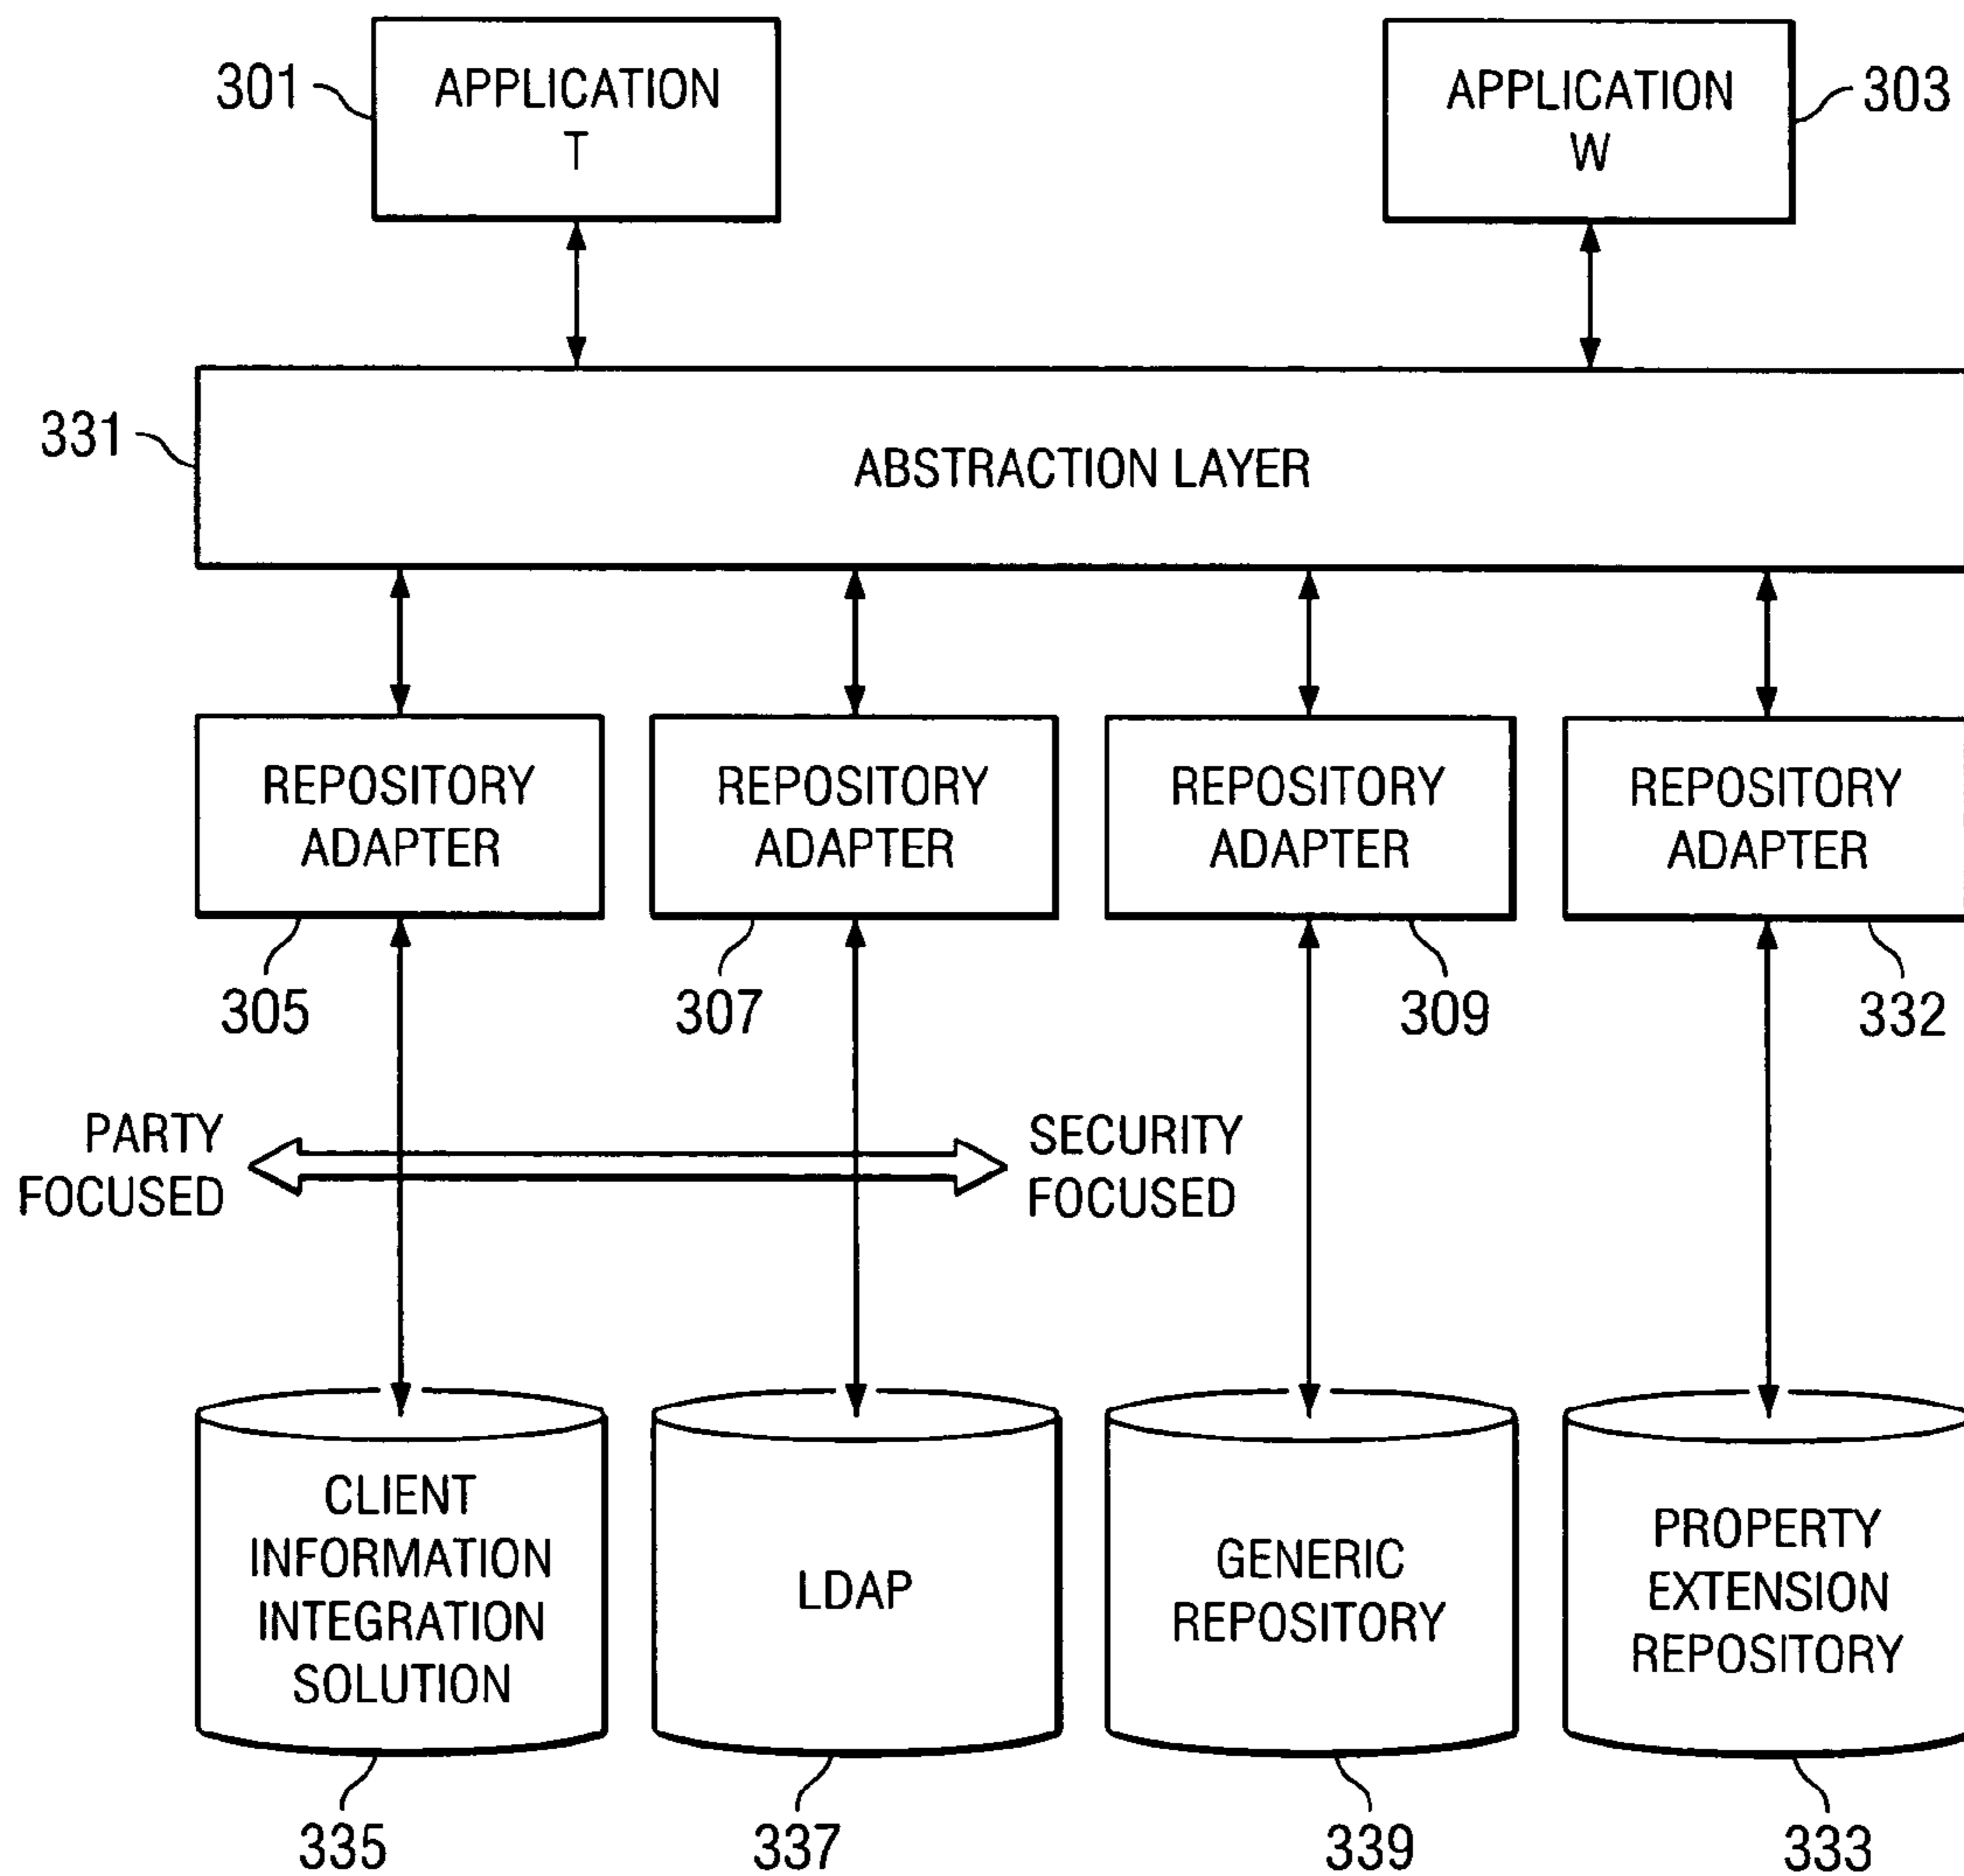 301
APPLICATION
T
APPLICATION
W
303
331
ABSTRACTION LAYER
REPOSITORY
ADAPTER
REPOSITORY
ADAPTER
REPOSITORY
ADAPTER
REPOSITORY
ADAPTER
305
307
309
332
PARTY
FOCUSED
SECURITY
FOCUSED
CLIENT
INFORMATION
INTEGRATION
SOLUTION
LDAP
GENERIC
REPOSITORY
PROPERTY
EXTENSION
REPOSITORY
335
337
339
333